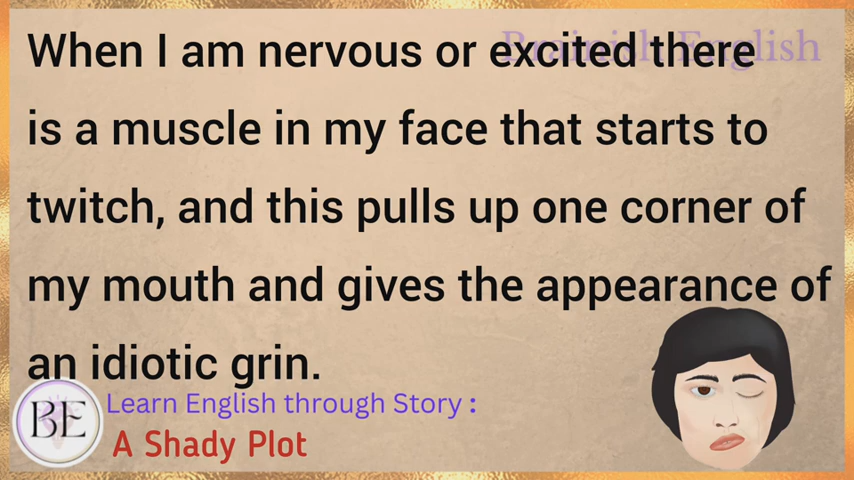 Brainish English
When I am nervous or excited there
is a muscle in my face that starts to
twitch, and this pulls up one corner of
my mouth and gives the appearance of
an idiotic grin.
BE
Learn English through Story :
A Shady Plot